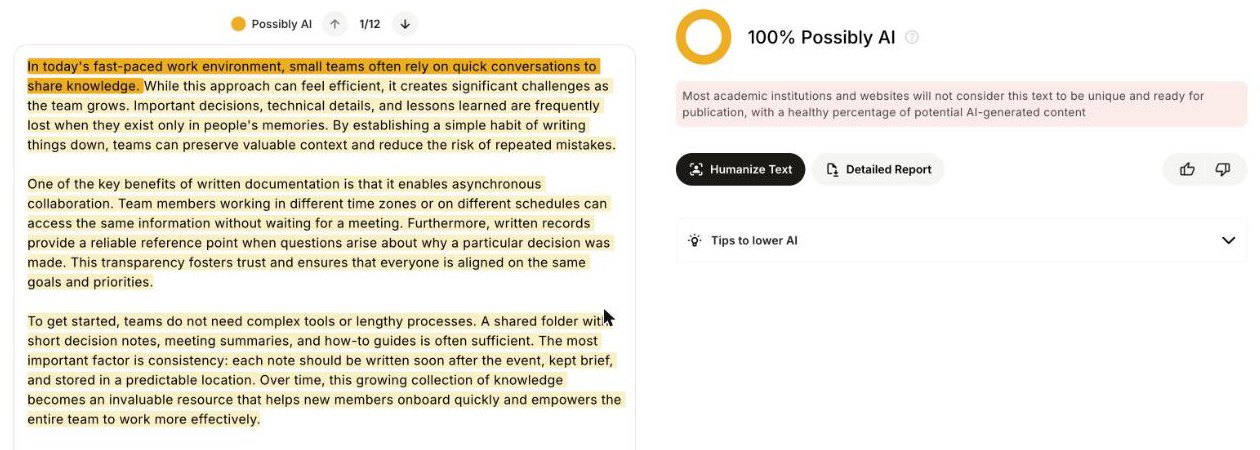 Possibly AI 1/12
In today's fast-paced work environment, small teams often rely on quick conversations to
share knowledge. While this approach can feel efficient, it creates significant challenges as
the team grows. Important decisions, technical details, and lessons learned are frequently
lost when they exist only in people's memories. By establishing a simple habit of writing
things down, teams can preserve valuable context and reduce the risk of repeated mistakes.
One of the key benefits of written documentation is that it enables asynchronous
collaboration. Team members working in different time zones or on different schedules can
access the same information without waiting for a meeting. Furthermore, written records
provide a reliable reference point when questions arise about why a particular decision was
made. This transparency fosters trust and ensures that everyone is aligned on the same
goals and priorities.
To get started, teams do not need complex tools or lengthy processes. A shared folder with
short decision notes, meeting summaries, and how-to guides is often sufficient. The most
important factor is consistency: each note should be written soon after the event, kept brief,
and stored in a predictable location. Over time, this growing collection of knowledge
becomes an invaluable resource that helps new members onboard quickly and empowers the
entire team to work more effectively.
100% Possibly AI
Most academic institutions and websites will not consider this text to be unique and ready for
publication, with a healthy percentage of potential AI-generated content
Humanize Text
Detailed Report
Tips to lower AI